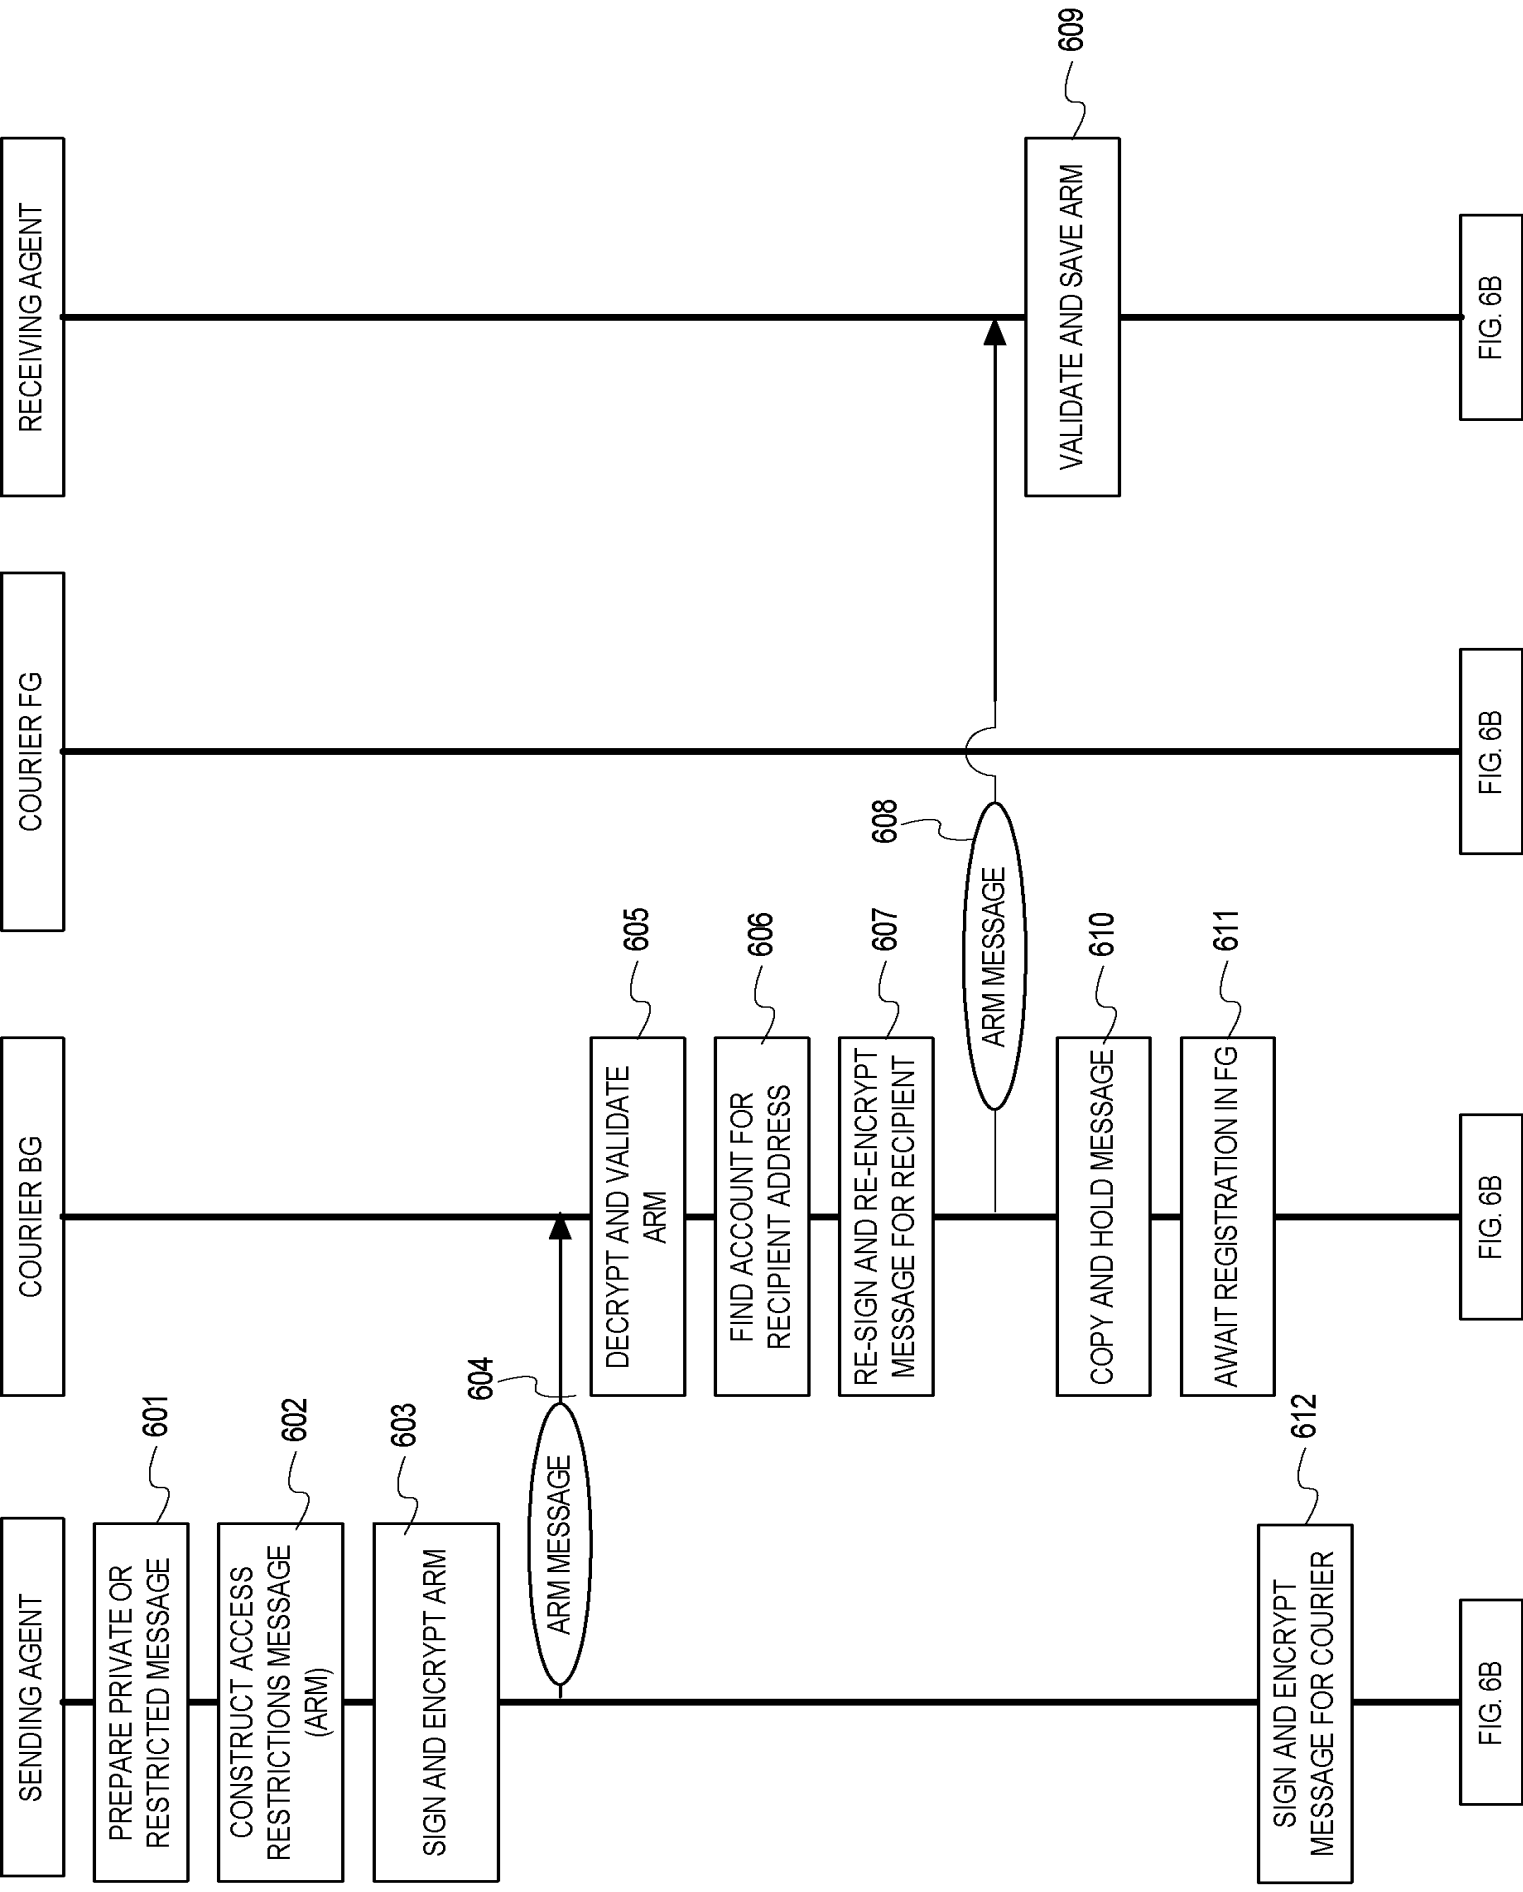 SENDING AGENT
COURIER BG
COURIER FG
RECEIVING AGENT
PREPARE PRIVATE OR
RESTRICTED MESSAGE
601
CONSTRUCT ACCESS
RESTRICTIONS MESSAGE
(ARM)
602
SIGN AND ENCRYPT ARM
603
ARM MESSAGE
604
DECRYPT AND VALIDATE
ARM
605
FIND ACCOUNT FOR
RECIPIENT ADDRESS
606
RE-SIGN AND RE-ENCRYPT
MESSAGE FOR RECIPIENT
607
ARM MESSAGE
608
VALIDATE AND SAVE ARM
609
COPY AND HOLD MESSAGE
610
AWAIT REGISTRATION IN FG
611
SIGN AND ENCRYPT
MESSAGE FOR COURIER
612
FIG. 6B
FIG. 6B
FIG. 6B
FIG. 6B